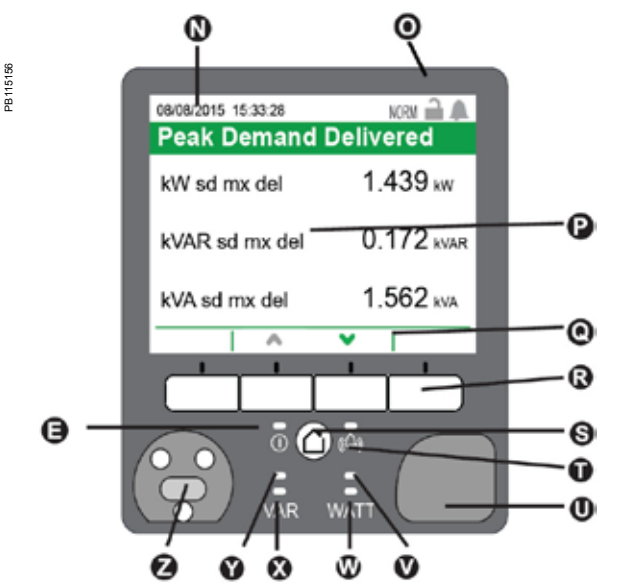 N
O
PB115156
08/08/2015 15:33:28 NORM
Peak Demand Delivered
kW sd mx del 1.439 kW
P
kVAR sd mx del 0.172 kVAR
kVA sd mx del 1.562 kVA
Q
R
E
S
T
U
VAR WATT
Z Y X W V